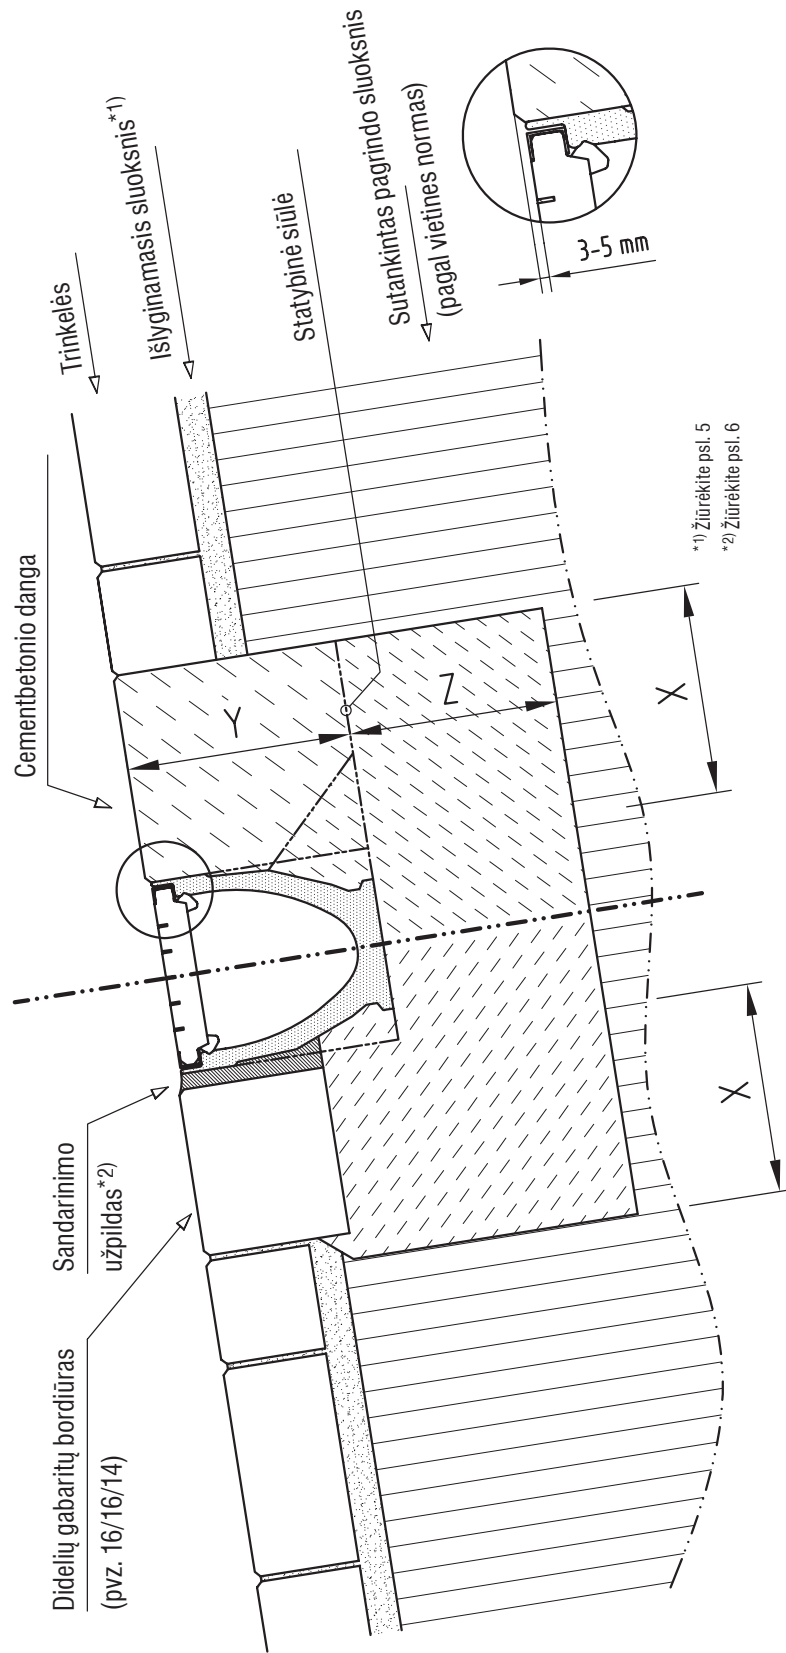 Didelių gabaritų bordiūras
(pvz. 16/16/14)
Sandarinimo
užpildas*2)
Cementbetonio danga
Trinkelės
Išlyginamasis sluoksnis*1)
Statybinė siūlė
Sutankintas pagrindo sluoksnis
(pagal vietines normas)
Y
Z
X
X
3-5 mm
*1) Žiūrėkite psl. 5
*2) Žiūrėkite psl. 6